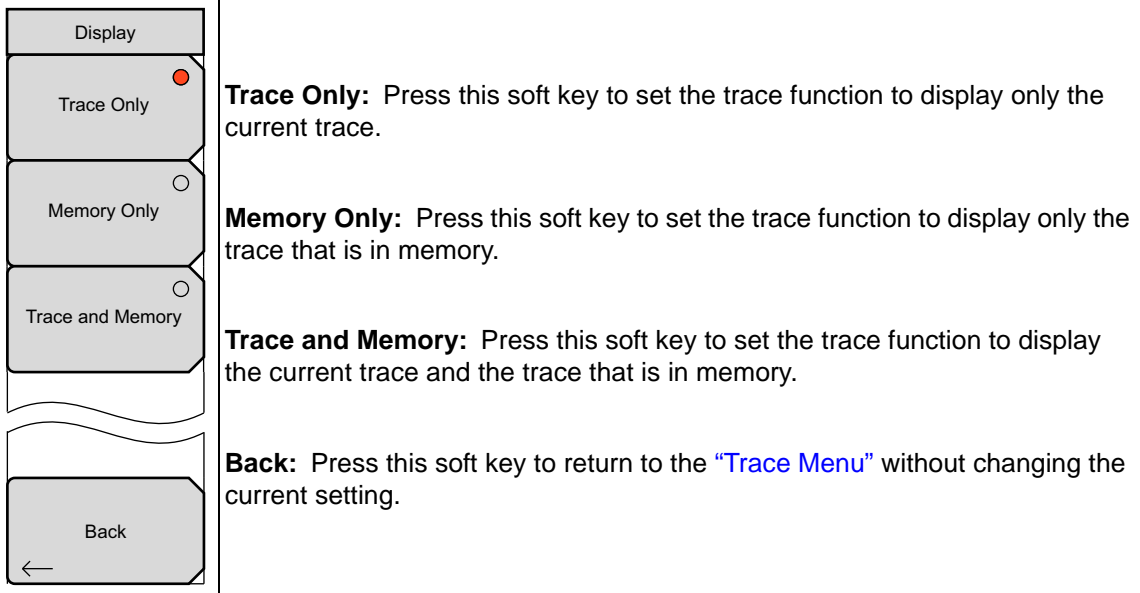 Display
Trace Only
Trace Only: Press this soft key to set the trace function to display only the
current trace.
Memory Only
Memory Only: Press this soft key to set the trace function to display only the
trace that is in memory.
Trace and Memory
Trace and Memory: Press this soft key to set the trace function to display
the current trace and the trace that is in memory.
Back: Press this soft key to return to the “Trace Menu” without changing the
current setting.
Back